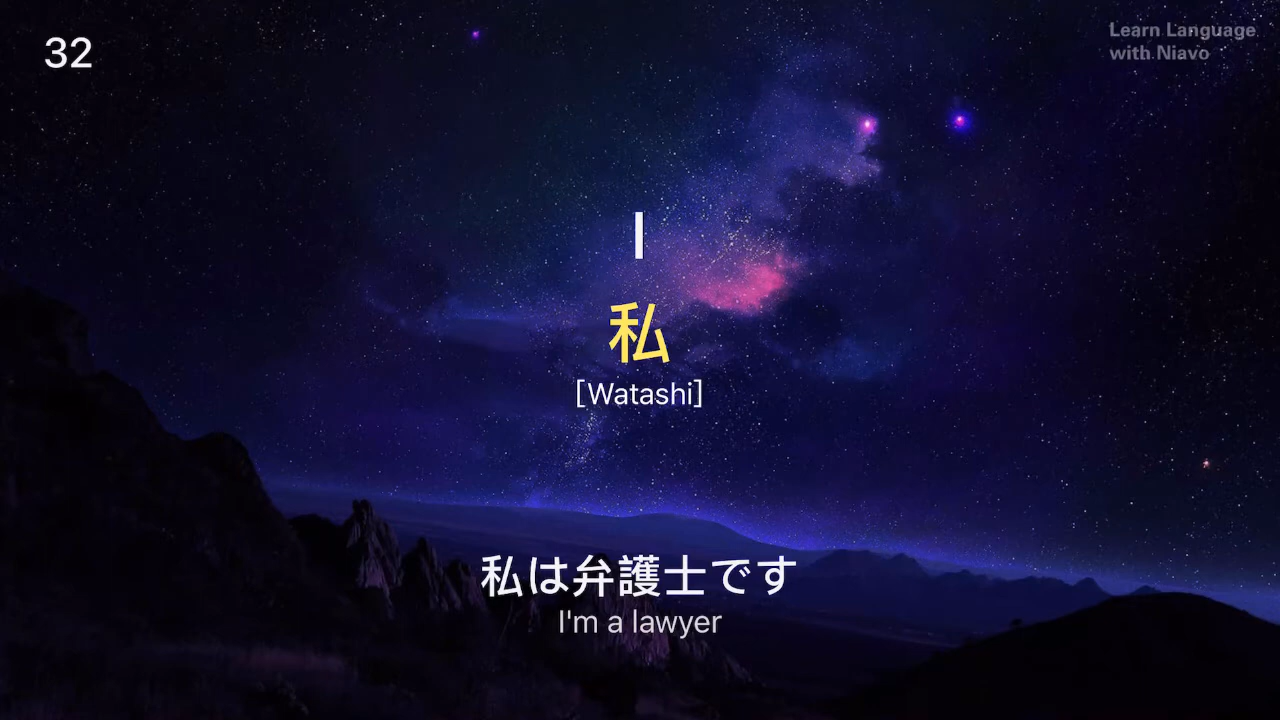 32
Learn Language
with Niavo
I
私
[Watashi]
私は弁護士です
I'm a lawyer